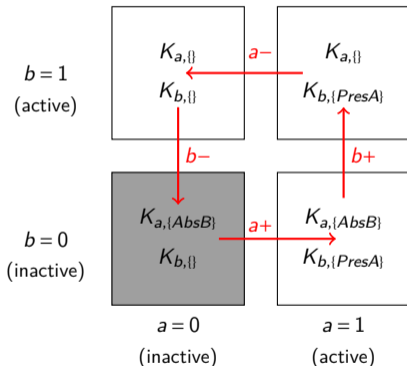 K_{a,{}}
a−
K_{a,{}}
b = 1
(active)
K_{b,{}}
K_{b,{PresA}}
b−
b+
K_{a,{AbsB}}
a+
K_{a,{AbsB}}
b = 0
(inactive)
K_{b,{}}
K_{b,{PresA}}
a = 0
(inactive)
a = 1
(active)